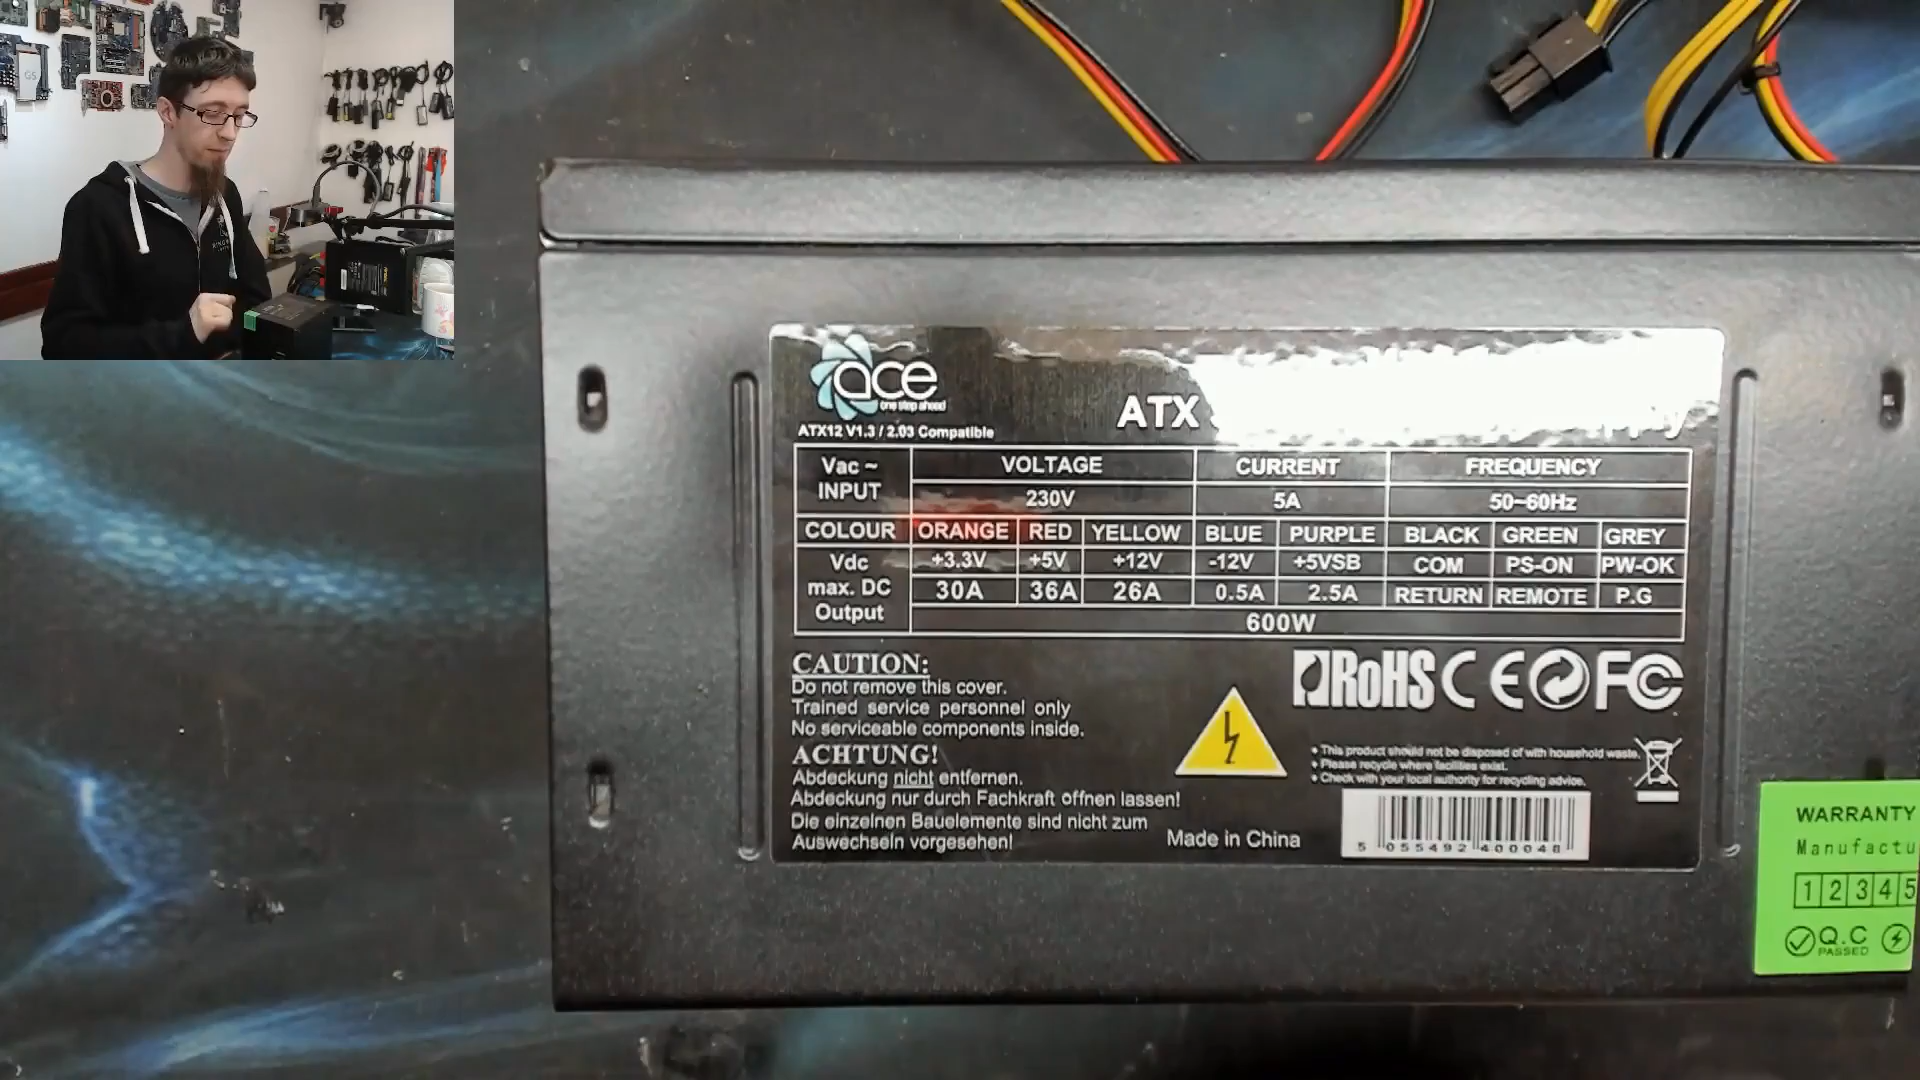 ace
one step ahead
ATX
ATX12 V1.3 / 2.03 Compatible
Vac ~ INPUT VOLTAGE CURRENT FREQUENCY
230V 5A 50~60Hz
COLOUR ORANGE RED YELLOW BLUE PURPLE BLACK GREEN GREY
Vdc +3.3V +5V +12V -12V +5VSB COM PS-ON PW-OK
max. DC Output 30A 36A 26A 0.5A 2.5A RETURN REMOTE P.G
600W
CAUTION:
Do not remove this cover.
Trained service personnel only
No serviceable components inside.
ACHTUNG!
Abdeckung nicht entfernen.
Abdeckung nur durch Fachkraft offnen lassen!
Die einzelnen Bauelemente sind nicht zum
Auswechseln vorgesehen!
Made in China
RoHS CE FC
• This product should not be disposed of with household waste.
• Please recycle where facilities exist.
• Check with your local authority for recycling advice.
5 055492 400048
WARRANTY
Manufactu
1 2 3 4 5
Q.C
PASSED
G5